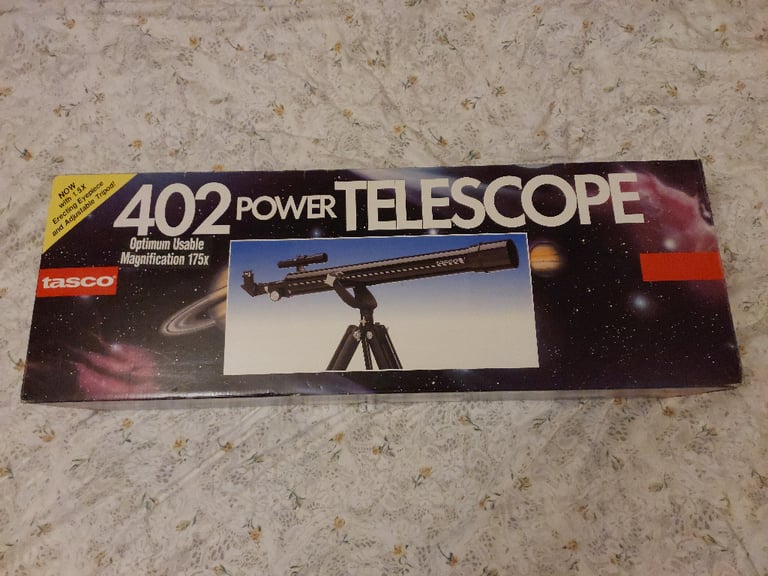 NOW
with 1.5X
Erecting Eyepiece
and Adjustable Tripod!
402 POWER TELESCOPE
Optimum Usable
Magnification 175x
tasco